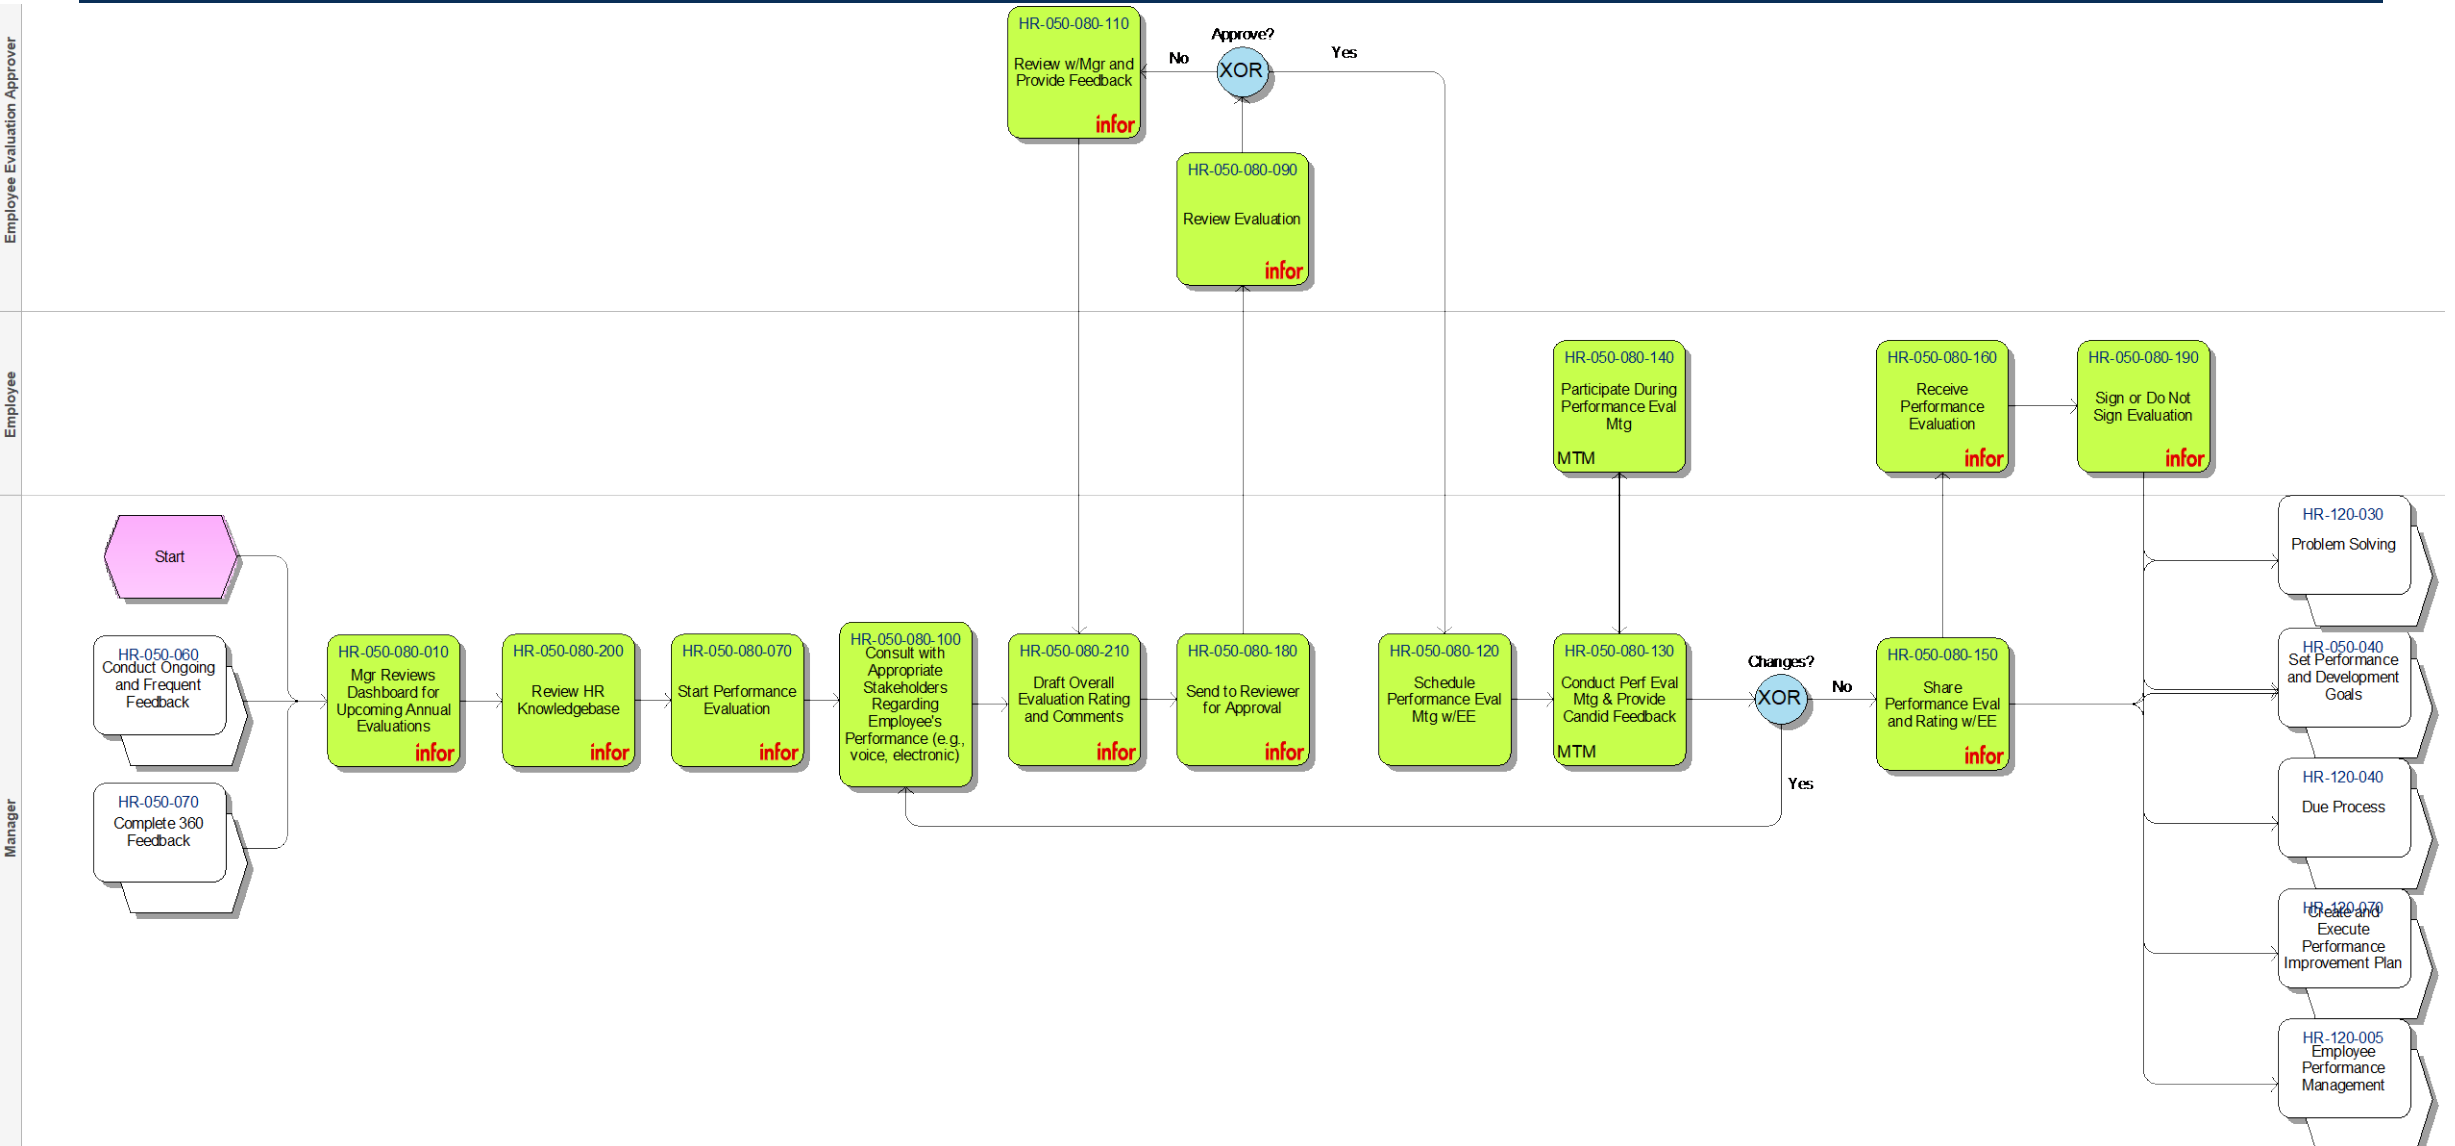 Employee Evaluation Approver
HR-050-080-110
Review w/Mgr and
Provide Feedback
infor
No
Approve?
XOR
Yes
HR-050-080-090
Review Evaluation
infor
Employee
HR-050-080-140
Participate During
Performance Eval
Mtg
MTM
HR-050-080-160
Receive
Performance
Evaluation
infor
HR-050-080-190
Sign or Do Not
Sign Evaluation
infor
Manager
Start
HR-050-060
Conduct Ongoing
and Frequent
Feedback
HR-050-070
Complete 360
Feedback
HR-050-080-010
Mgr Reviews
Dashboard for
Upcoming Annual
Evaluations
infor
HR-050-080-200
Review HR
Knowledgebase
infor
HR-050-080-070
Start Performance
Evaluation
infor
HR-050-080-100
Consult with
Appropriate
Stakeholders
Regarding
Employee's
Performance (e.g.,
voice, electronic)
HR-050-080-210
Draft Overall
Evaluation Rating
and Comments
infor
HR-050-080-180
Send to Reviewer
for Approval
infor
HR-050-080-120
Schedule
Performance Eval
Mtg w/EE
HR-050-080-130
Conduct Perf Eval
Mtg & Provide
Candid Feedback
MTM
Changes?
XOR
No
Yes
HR-050-080-150
Share
Performance Eval
and Rating w/EE
infor
HR-120-030
Problem Solving
HR-050-040
Set Performance
and Development
Goals
HR-120-040
Due Process
HR-120-070
Create and
Execute
Performance
Improvement Plan
HR-120-005
Employee
Performance
Management